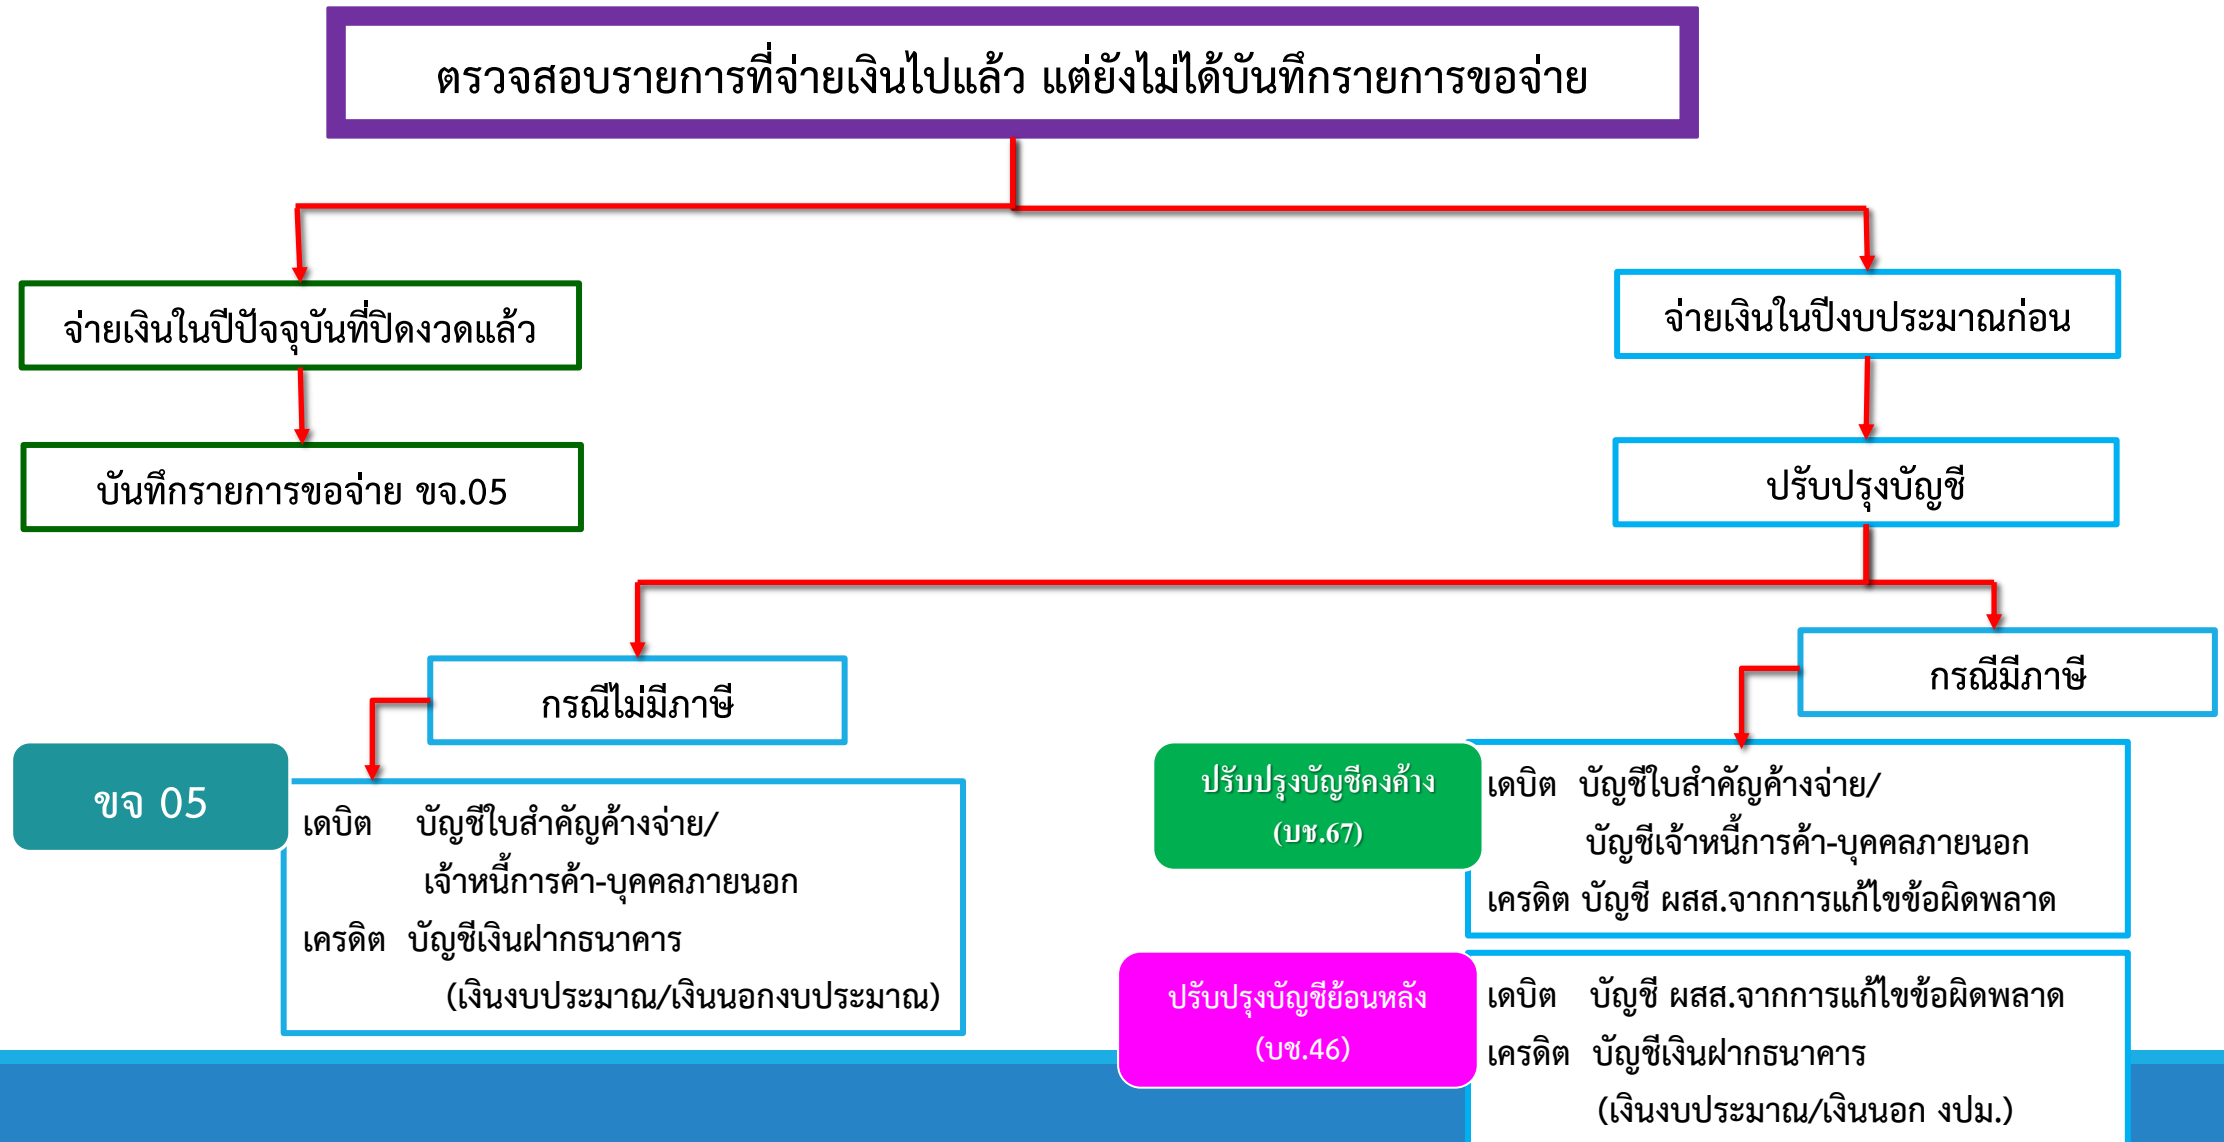 ตรวจสอบรายการที่จ่ายเงินไปแล้ว แต่ยังไม่ได้บันทึกรายการขอจ่าย
จ่ายเงินในปีปัจจุบันที่ปิดงวดแล้ว
จ่ายเงินในปีงบประมาณก่อน
บันทึกรายการขอจ่าย ขจ.05
ปรับปรุงบัญชี
กรณีไม่มีภาษี
กรณีมีภาษี
ขจ 05
เดบิต บัญชีใบสำคัญค้างจ่าย/
เจ้าหนี้การค้า-บุคคลภายนอก
เครดิต บัญชีเงินฝากธนาคาร
(เงินงบประมาณ/เงินนอกงบประมาณ)
ปรับปรุงบัญชีคงค้าง
(บช.67)
เดบิต บัญชีใบสำคัญค้างจ่าย/
บัญชีเจ้าหนี้การค้า-บุคคลภายนอก
เครดิต บัญชี ผสส.จากการแก้ไขข้อผิดพลาด
ปรับปรุงบัญชีย้อนหลัง
(บช.46)
เดบิต บัญชี ผสส.จากการแก้ไขข้อผิดพลาด
เครดิต บัญชีเงินฝากธนาคาร
(เงินงบประมาณ/เงินนอก งปม.)